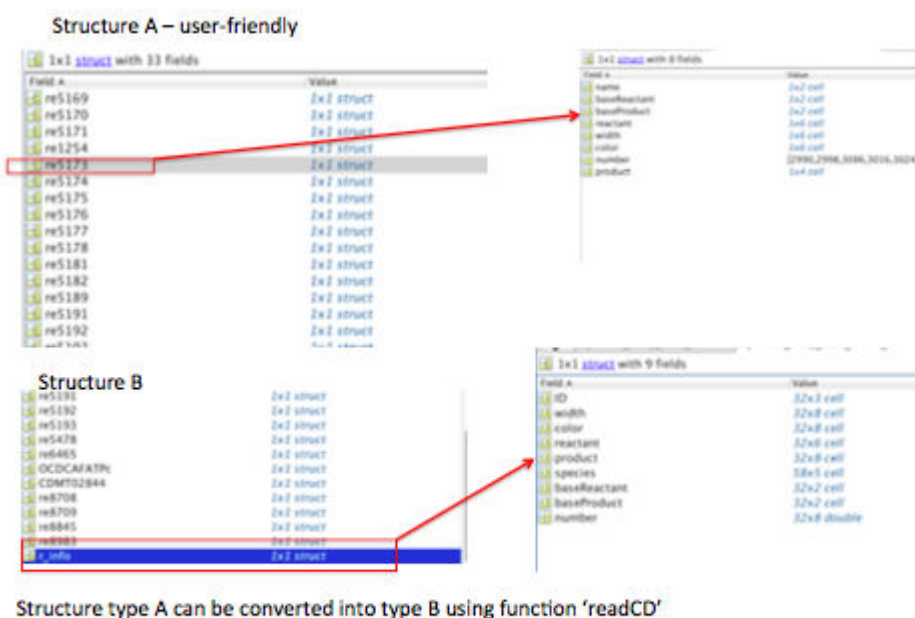 Structure A – user-friendly
1x1 struct with 33 fields
Field Value
re5169 1x1 struct
re5170 1x1 struct
re5171 1x1 struct
re1254 1x1 struct
re5173 1x1 struct
re5174 1x1 struct
re5175 1x1 struct
re5176 1x1 struct
re5177 1x1 struct
re5178 1x1 struct
re5181 1x1 struct
re5182 1x1 struct
re5189 1x1 struct
re5191 1x1 struct
re5192 1x1 struct
1x1 struct with 8 fields
Field Value
name 1x2 cell
baseReactant 1x2 cell
baseProduct 1x2 cell
reactant 1x6 cell
width 1x6 cell
color 1x6 cell
number [2990,2998,3086,3016,3024
product 1x4 cell
Structure B
re5191 1x1 struct
re5192 1x1 struct
re5193 1x1 struct
re5478 1x1 struct
re6465 1x1 struct
OCDCAFATPc 1x1 struct
CDMT02844 1x1 struct
re8708 1x1 struct
re8709 1x1 struct
re8845 1x1 struct
1x1 struct
r_info 1x1 struct
1x1 struct with 9 fields
Field Value
ID 32x3 cell
width 32x8 cell
color 32x8 cell
reactant 32x6 cell
product 32x8 cell
species 58x5 cell
baseReactant 32x2 cell
baseProduct 32x2 cell
number 32x8 double
Structure type A can be converted into type B using function ‘readCD’